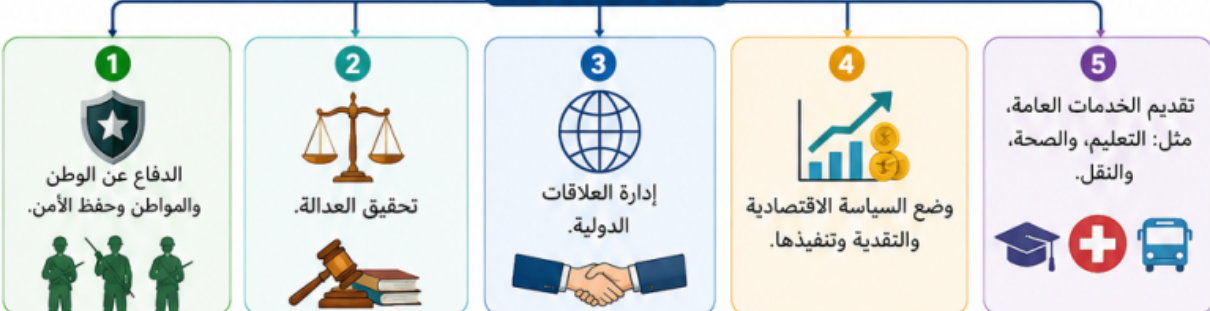 1
الدفاع عن الوطن
والمواطن وحفظ الأمن.
2
تحقيق العدالة.
3
إدارة العلاقات
الدولية.
4
وضع السياسة الاقتصادية
والنقدية وتنفيذها.
5
تقديم الخدمات العامة،
مثل: التعليم، والصحة،
والنقل.